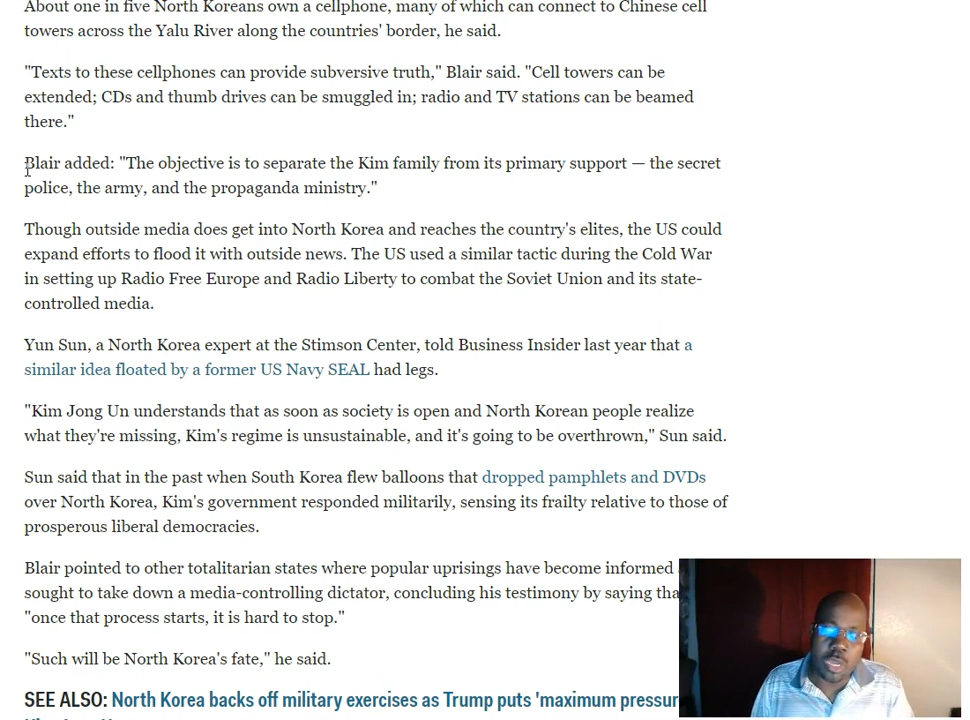 About one in five North Koreans own a cellphone, many of which can connect to Chinese cell
towers across the Yalu River along the countries' border, he said.
"Texts to these cellphones can provide subversive truth," Blair said. "Cell towers can be
extended; CDs and thumb drives can be smuggled in; radio and TV stations can be beamed
there."
Blair added: "The objective is to separate the Kim family from its primary support — the secret
police, the army, and the propaganda ministry."
Though outside media does get into North Korea and reaches the country's elites, the US could
expand efforts to flood it with outside news. The US used a similar tactic during the Cold War
in setting up Radio Free Europe and Radio Liberty to combat the Soviet Union and its state-
controlled media.
Yun Sun, a North Korea expert at the Stimson Center, told Business Insider last year that a
similar idea floated by a former US Navy SEAL had legs.
"Kim Jong Un understands that as soon as society is open and North Korean people realize
what they're missing, Kim's regime is unsustainable, and it's going to be overthrown," Sun said.
Sun said that in the past when South Korea flew balloons that dropped pamphlets and DVDs
over North Korea, Kim's government responded militarily, sensing its frailty relative to those of
prosperous liberal democracies.
Blair pointed to other totalitarian states where popular uprisings have become informed
sought to take down a media-controlling dictator, concluding his testimony by saying
"once that process starts, it is hard to stop."
"Such will be North Korea's fate," he said.
SEE ALSO: North Korea backs off military exercises as Trump puts 'maximum